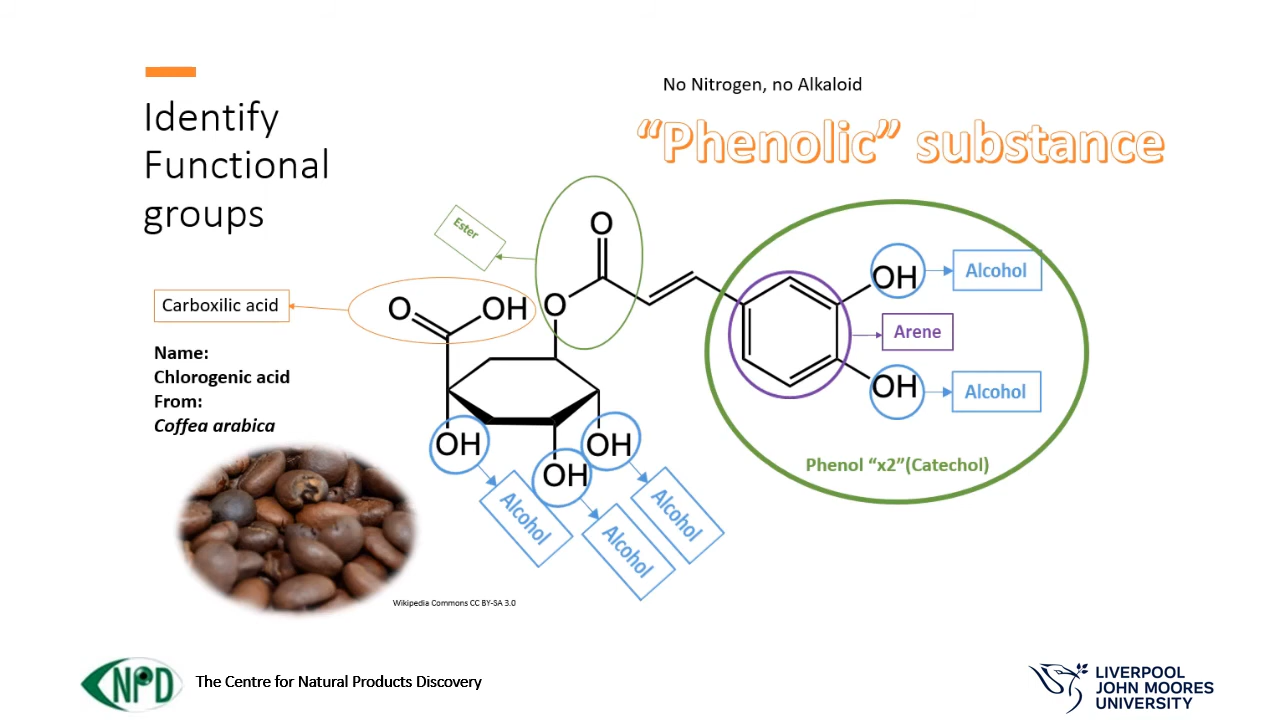 Identify
Functional
groups
No Nitrogen, no Alkaloid
“Phenolic” substance
Ester
Carboxilic acid
O
OH
O
O
OH
Alcohol
Arene
OH
Alcohol
Phenol “x2”(Catechol)
Name:
Chlorogenic acid
From:
Coffea arabica
OH
OH
OH
Alcohol
Alcohol
Alcohol
Wikipedia Commons CC BY-SA 3.0
NPD
The Centre for Natural Products Discovery
LIVERPOOL
JOHN MOORES
UNIVERSITY